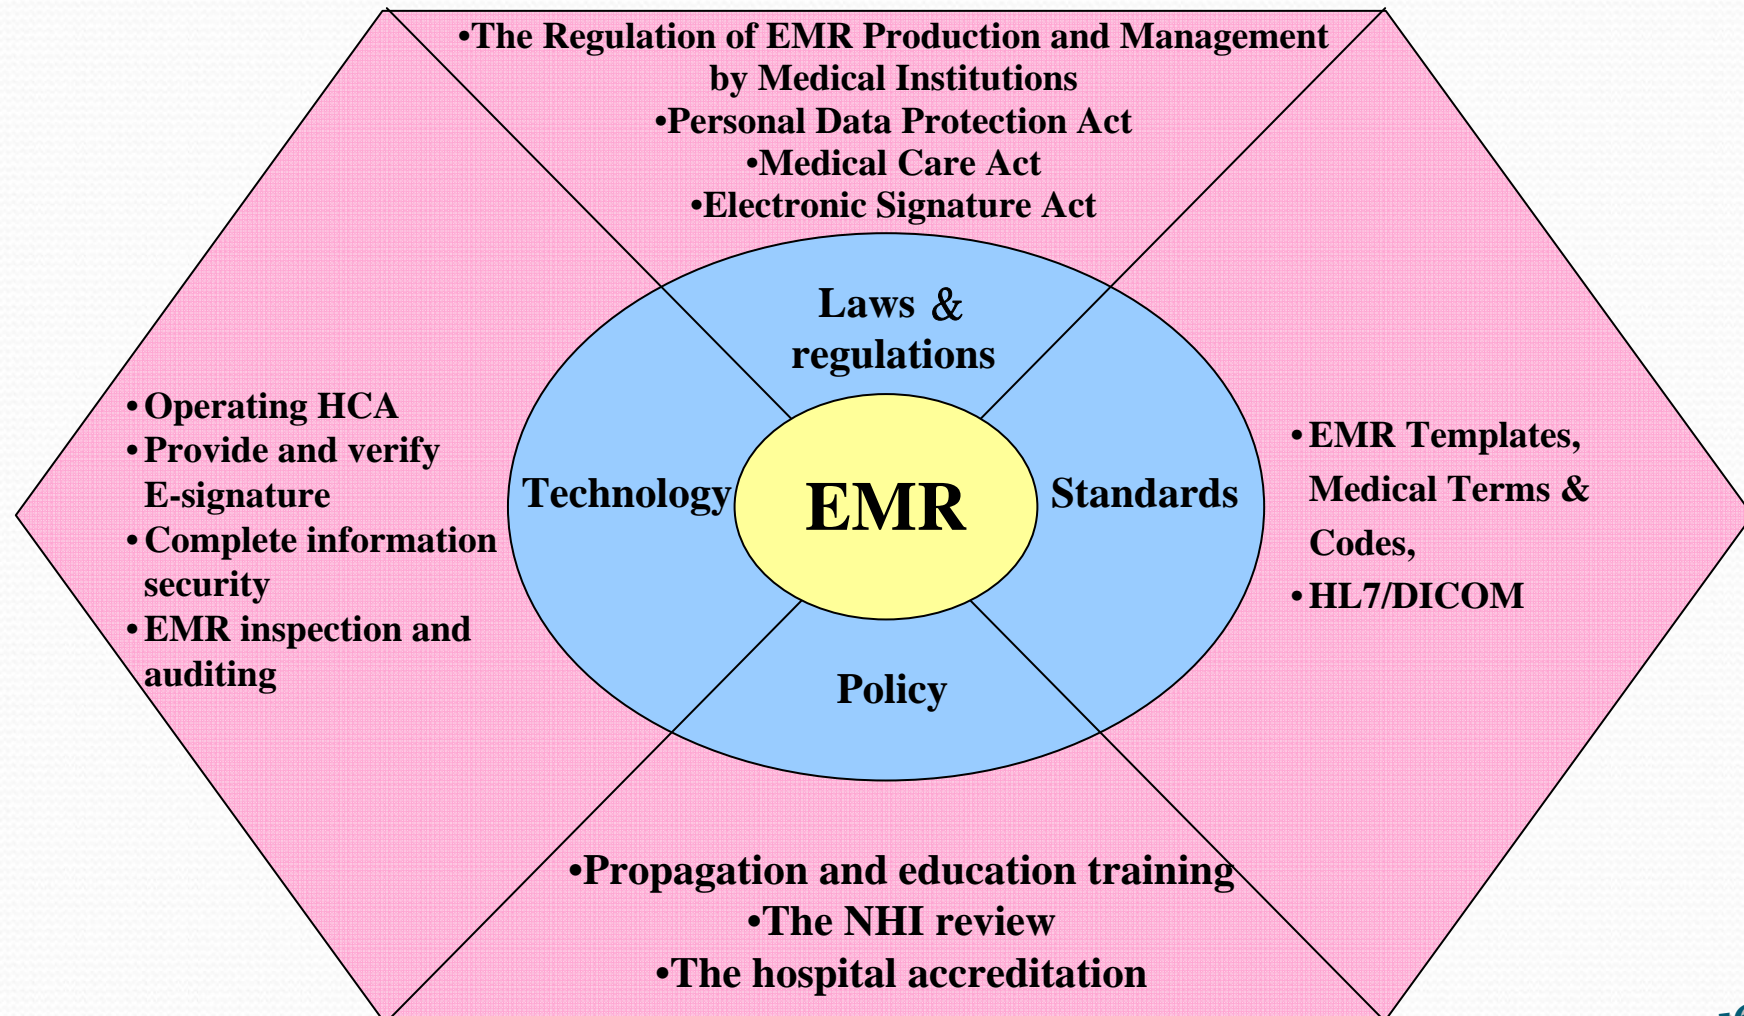 •The Regulation of EMR Production and Management
by Medical Institutions
•Personal Data Protection Act
•Medical Care Act
•Electronic Signature Act
Laws &
regulations
•Operating HCA
•Provide and verify
E-signature
•Complete information
security
•EMR inspection and
auditing
Technology
EMR
Standards
•EMR Templates,
Medical Terms &
Codes,
•HL7/DICOM
Policy
•Propagation and education training
•The NHI review
•The hospital accreditation